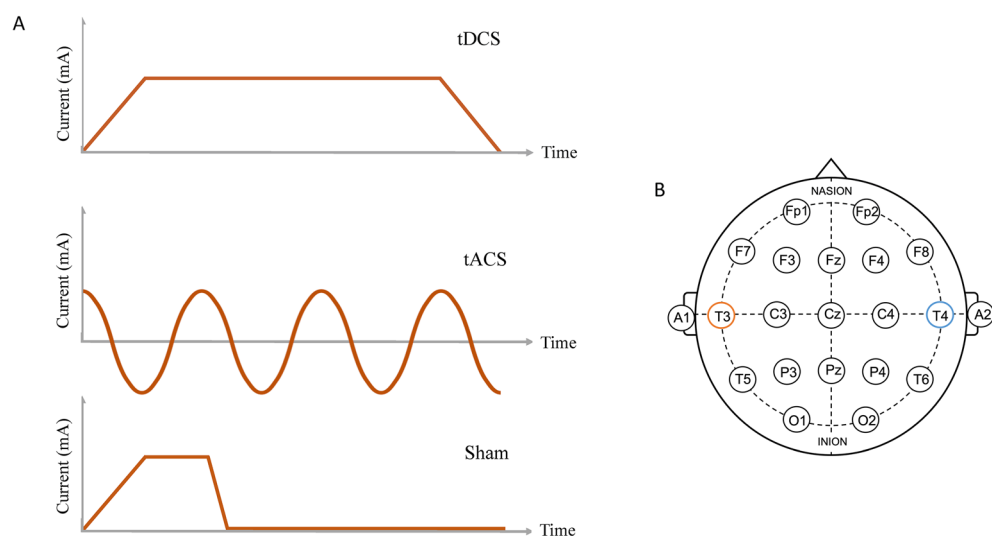 A
tDCS
Current (mA)
Time
tACS
Current (mA)
Time
Sham
Current (mA)
Time
B
NASION
Fp1 Fp2
F7 F3 Fz F4 F8
A1 T3 C3 Cz C4 T4 A2
T5 P3 Pz P4 T6
O1 O2
INION